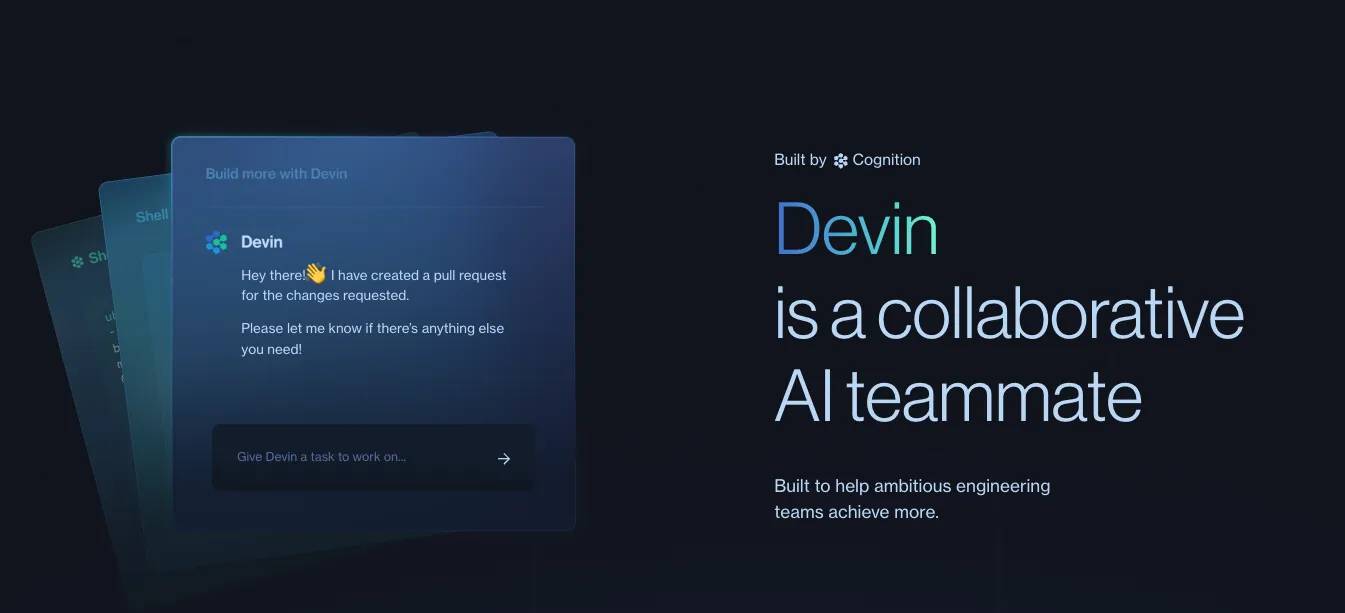 Build more with Devin
Shell
Devin
Hey there!👋 I have created a pull request
for the changes requested.
Please let me know if there's anything else
you need!
Give Devin a task to work on...
Built by Cognition
Devin
is a collaborative
AI teammate
Built to help ambitious engineering
teams achieve more.